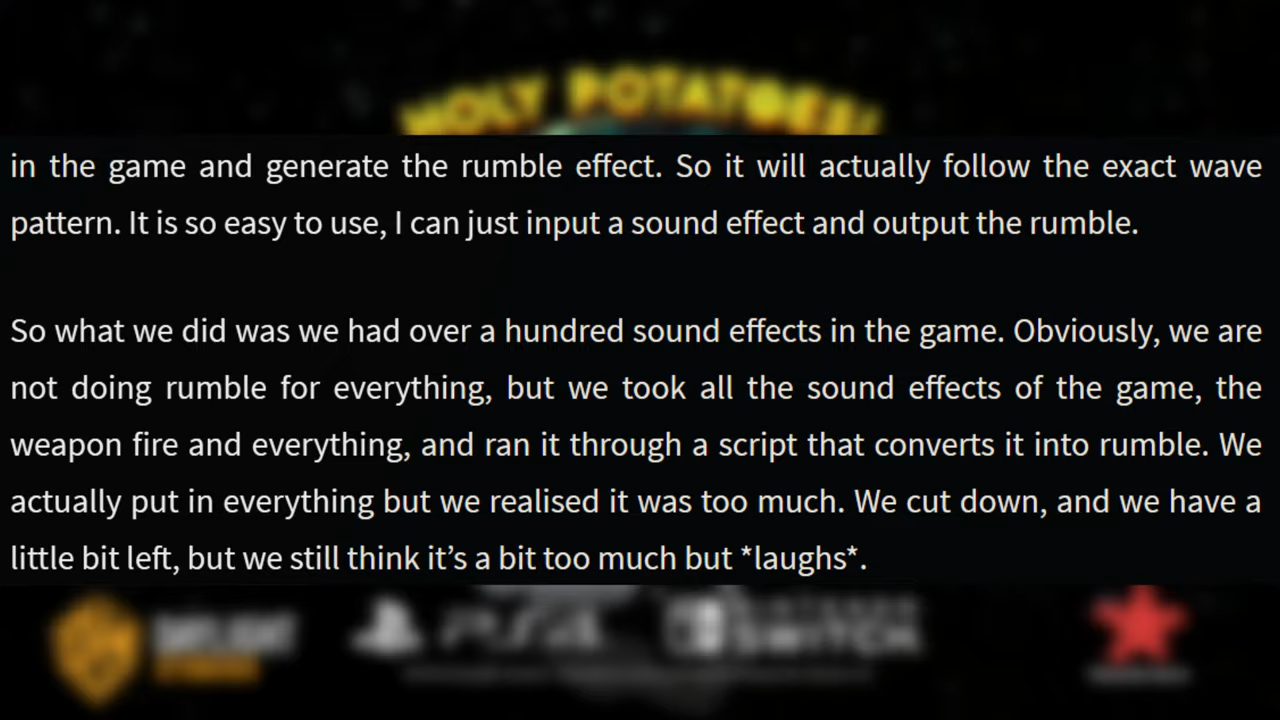 HOLY POTATOES!
in the game and generate the rumble effect. So it will actually follow the exact wave
pattern. It is so easy to use, I can just input a sound effect and output the rumble.
So what we did was we had over a hundred sound effects in the game. Obviously, we are
not doing rumble for everything, but we took all the sound effects of the game, the
weapon fire and everything, and ran it through a script that converts it into rumble. We
actually put in everything but we realised it was too much. We cut down, and we have a
little bit left, but we still think it’s a bit too much but *laughs*.
DAYLIGHT
PS4
SWITCH